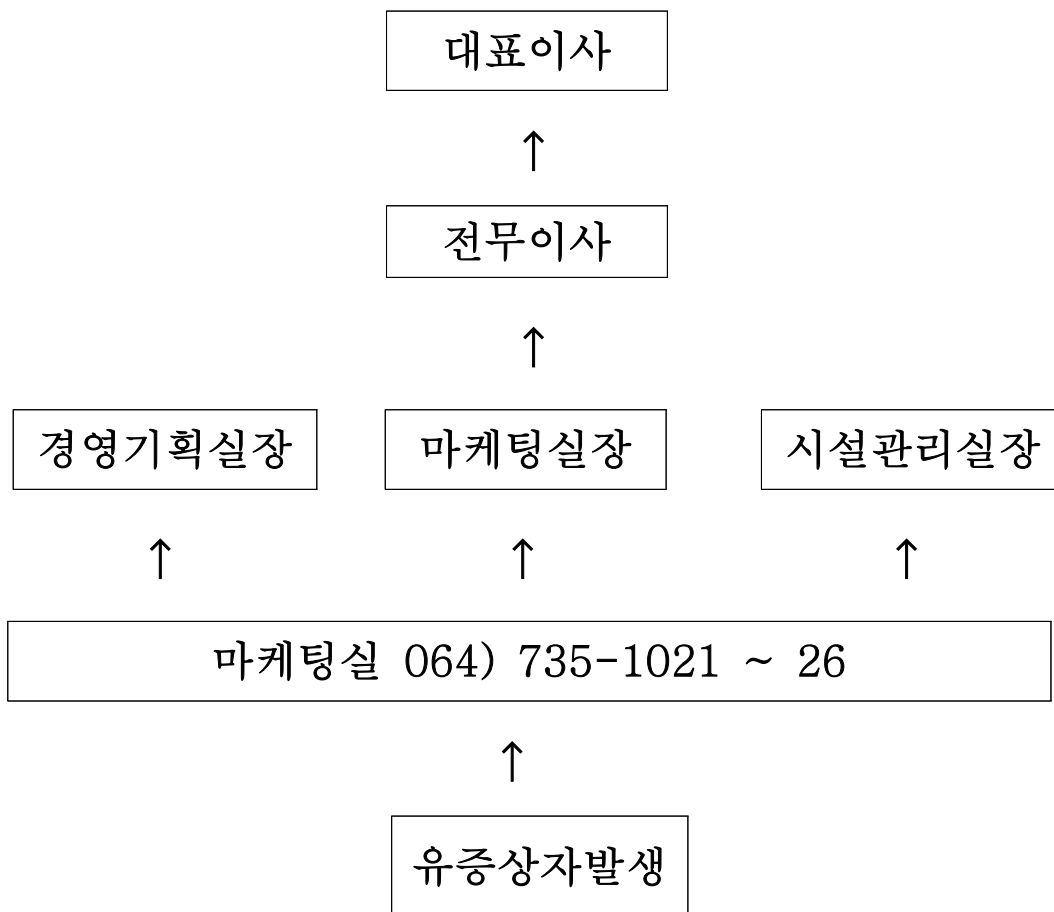 대표이사
↑
전무이사
↑
경영기획실장 마케팅실장 시설관리실장
↑ ↑ ↑
마케팅실 064) 735-1021 ~ 26
↑
유증상자발생